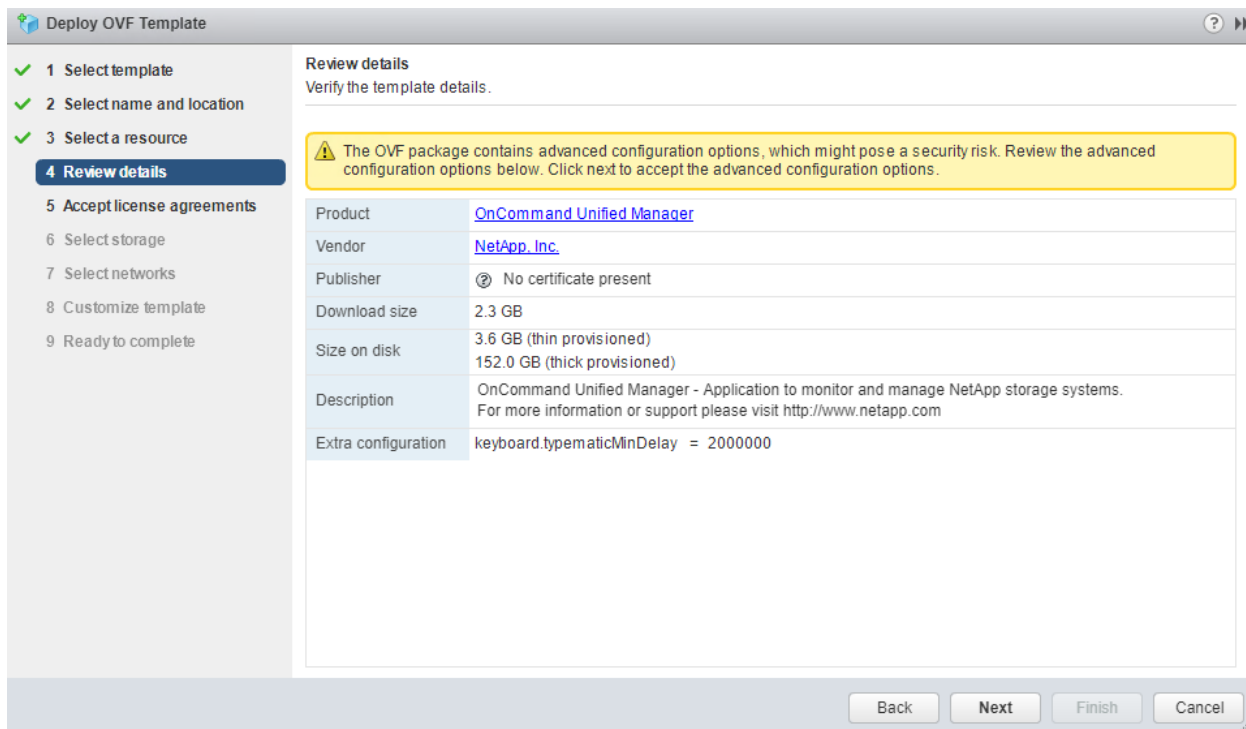 Deploy OVF Template
1 Select template
2 Select name and location
3 Select a resource
4 Review details
5 Accept license agreements
6 Select storage
7 Select networks
8 Customize template
9 Ready to complete
Review details
Verify the template details.
The OVF package contains advanced configuration options, which might pose a security risk. Review the advanced
configuration options below. Click next to accept the advanced configuration options.
Product OnCommand Unified Manager
Vendor NetApp, Inc.
Publisher No certificate present
Download size 2.3 GB
Size on disk 3.6 GB (thin provisioned)
152.0 GB (thick provisioned)
Description OnCommand Unified Manager - Application to monitor and manage NetApp storage systems.
For more information or support please visit http://www.netapp.com
Extra configuration keyboard.typematicMinDelay = 2000000
Back Next Finish Cancel